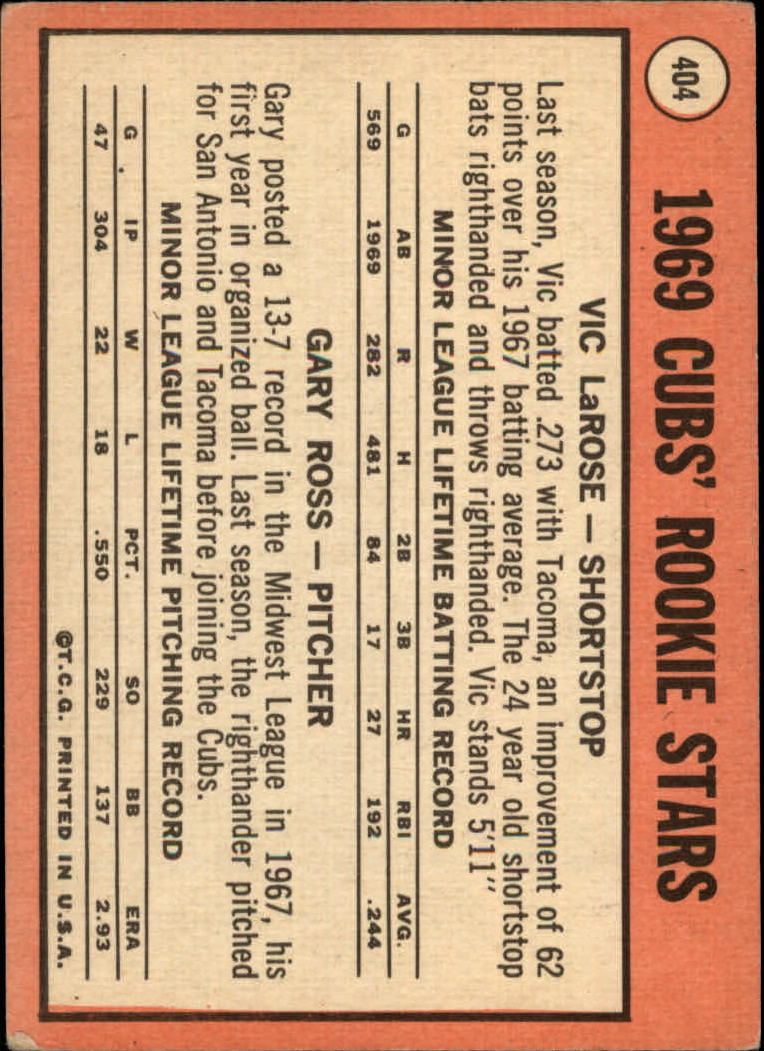 404
1969 CUBS' ROOKIE STARS
VIC LaROSE — SHORTSTOP
Last season, Vic batted .273 with Tacoma, an improvement of 62
points over his 1967 batting average. The 24 year old shortstop
bats righthanded and throws righthanded. Vic stands 5'11"
MINOR LEAGUE LIFETIME BATTING RECORD
G AB R H 2B 3B HR RBI AVG.
569 1969 282 481 84 17 27 192 .244
GARY ROSS — PITCHER
Gary posted a 13-7 record in the Midwest League in 1967, his
first year in organized ball. Last season, the righthander pitched
for San Antonio and Tacoma before joining the Cubs.
MINOR LEAGUE LIFETIME PITCHING RECORD
G IP W L PCT. SO BB ERA
47 304 22 18 .550 229 137 2.93
©T.C.G. PRINTED IN U.S.A.